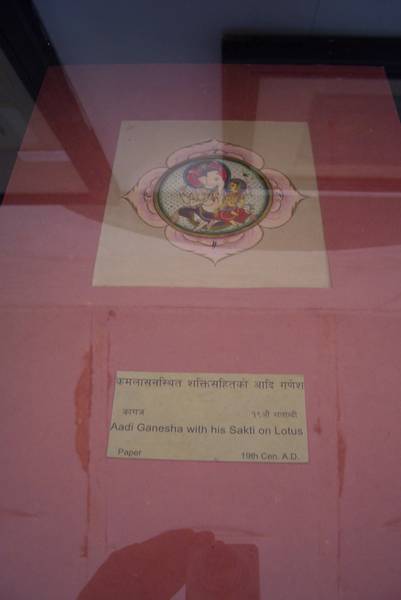 कमलासनस्थित शक्तिसहितको आदि गणेश
कागज १९औं शताब्दी
Aadi Ganesha with his Sakti on Lotus
Paper 19th Cen. A.D.